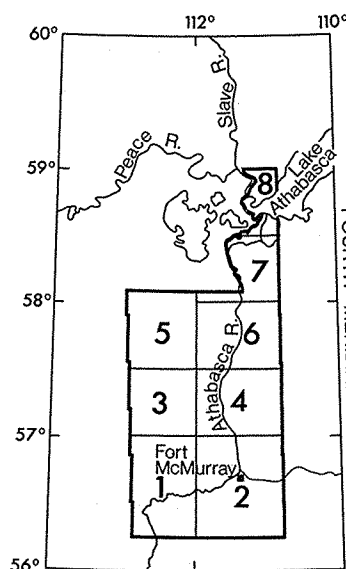 112°
110°
60°
Slave R.
Peace R.
59°
8
Lake
Athabasca
7
58°
5
6
Athabasca R.
3
4
57°
Fort
McMurray
1
2
56°